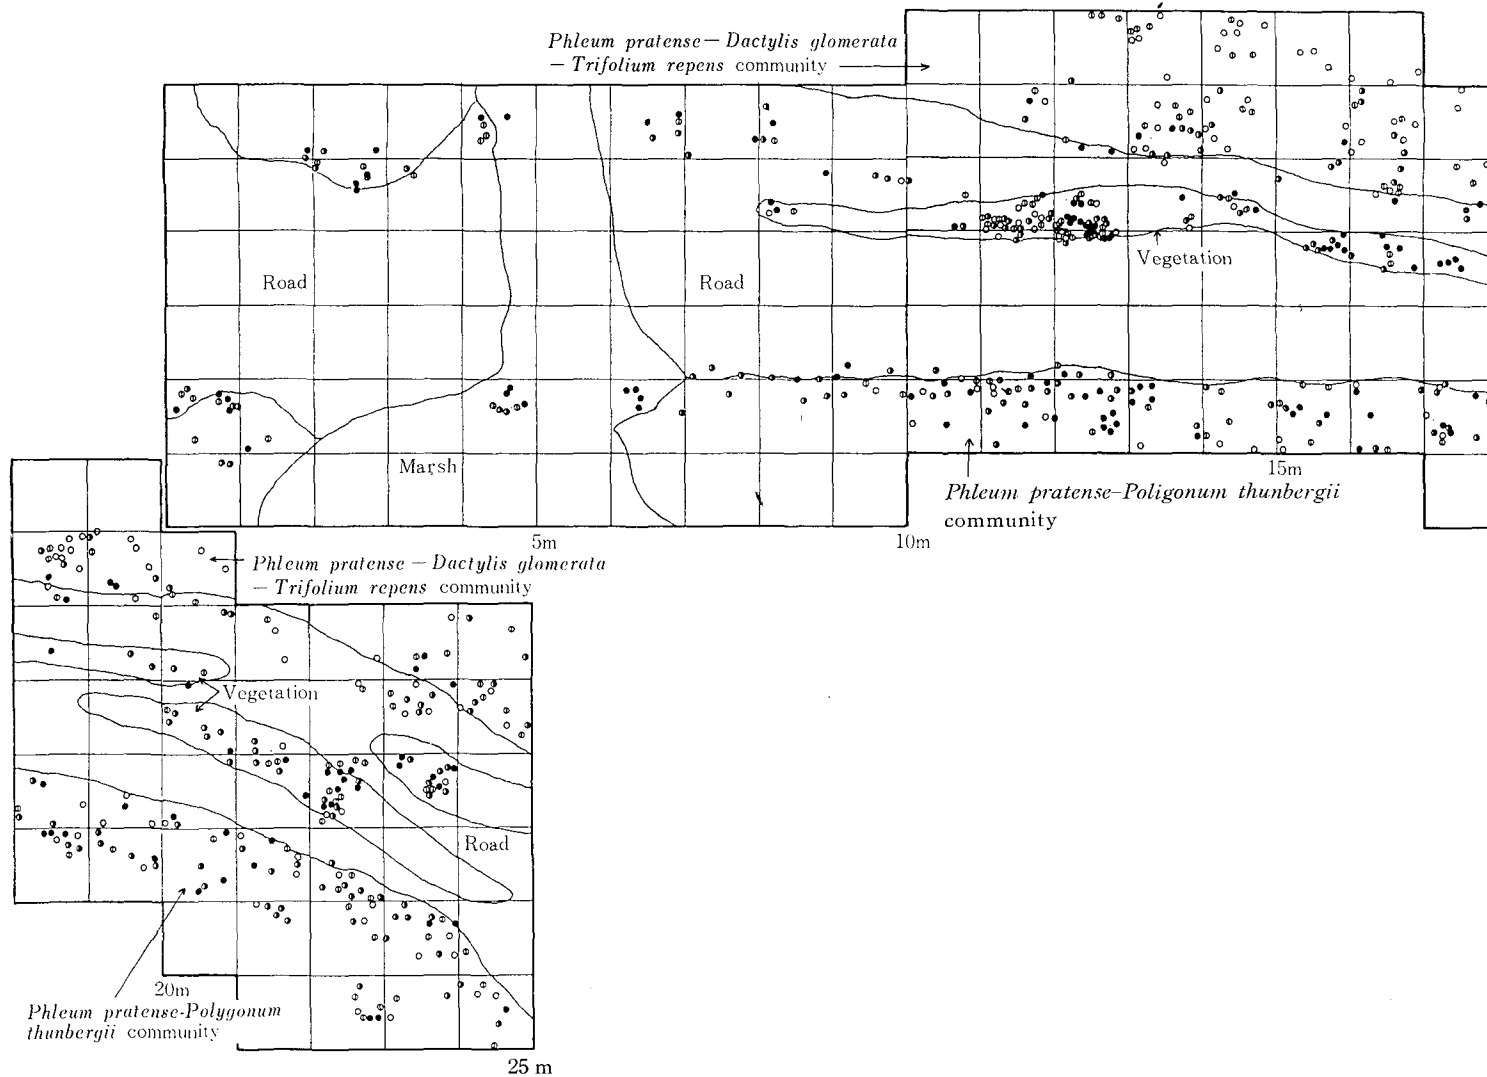 Phleum pratense — Dactylis glomerata
— Trifolium repens community
Road
Road
Vegetation
Marsh
15m
Phleum pratense-Poligonum thunbergii
community
5m
10m
Phleum pratense — Dactylis glomerata
— Trifolium repens community
Vegetation
Road
20m
Phleum pratense-Polygonum
thunbergii community
25 m